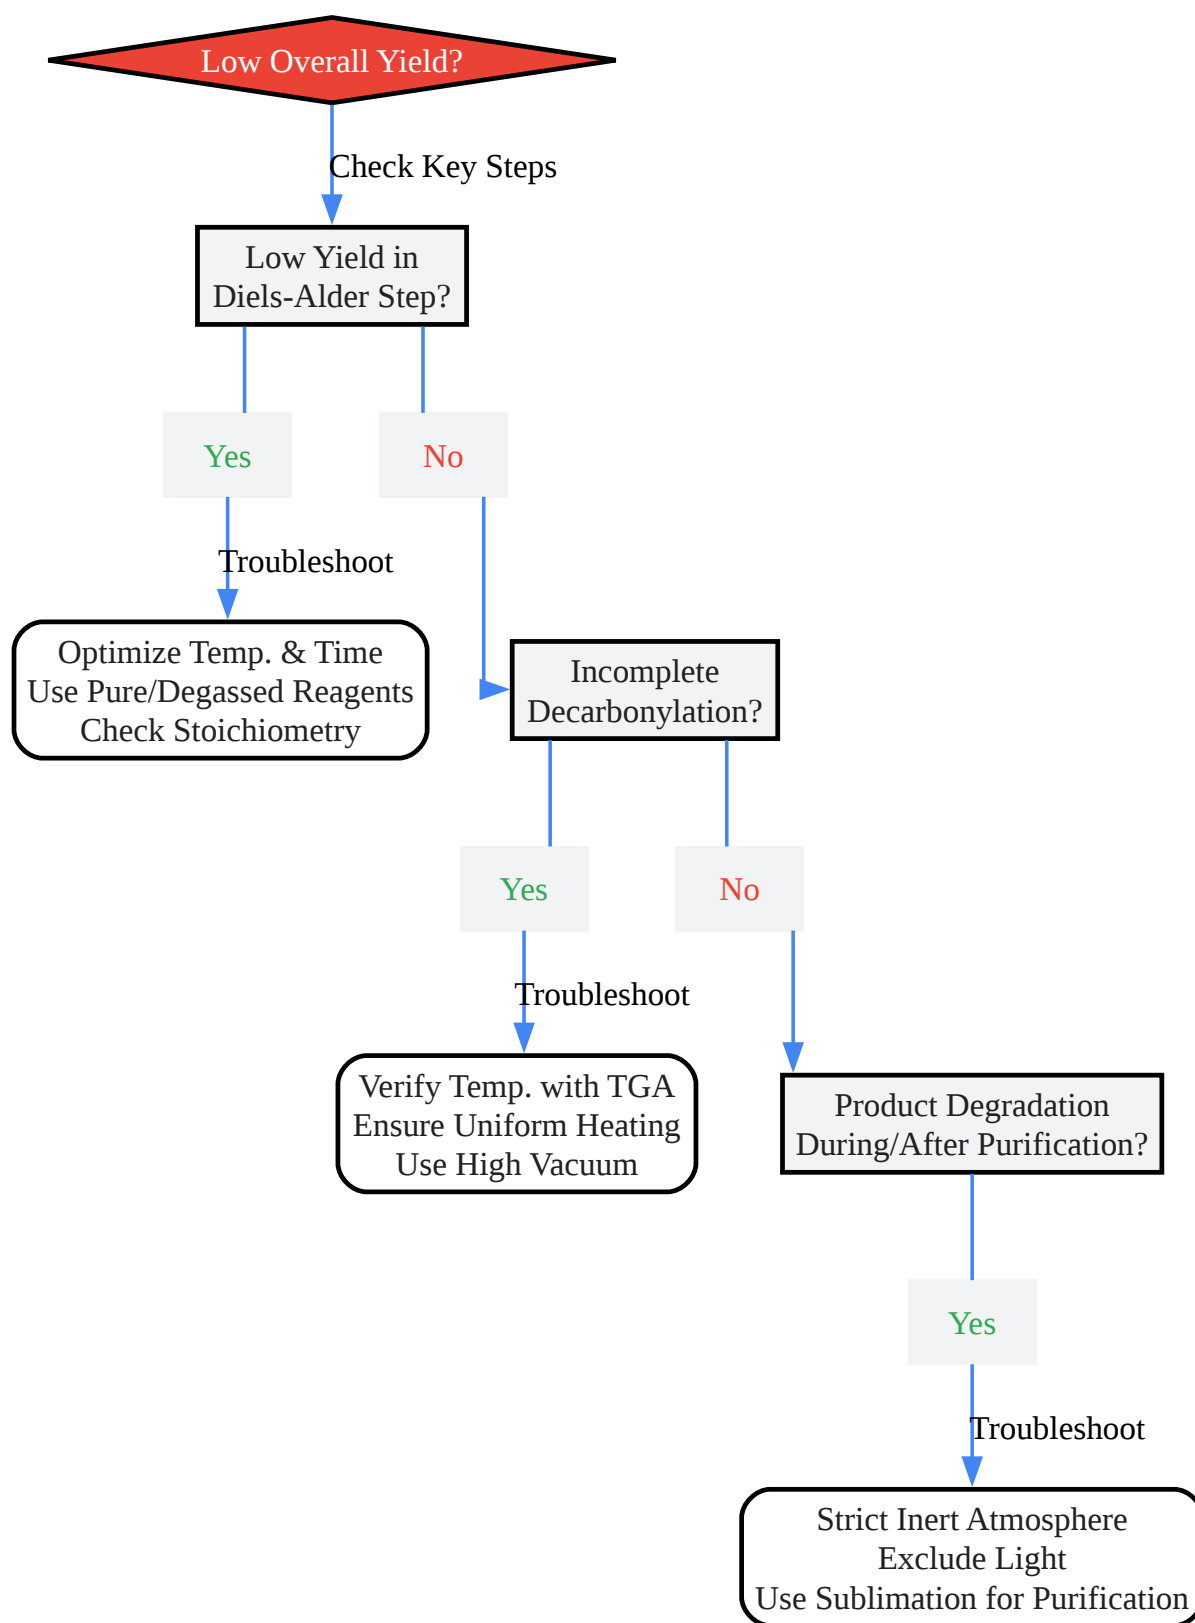 Low Overall Yield?
Check Key Steps
Low Yield in
Diels-Alder Step?
Yes
No
Troubleshoot
Optimize Temp. & Time
Use Pure/Degassed Reagents
Check Stoichiometry
Incomplete
Decarbonylation?
Yes
No
Troubleshoot
Verify Temp. with TGA
Ensure Uniform Heating
Use High Vacuum
Product Degradation
During/After Purification?
Yes
Troubleshoot
Strict Inert Atmosphere
Exclude Light
Use Sublimation for Purification